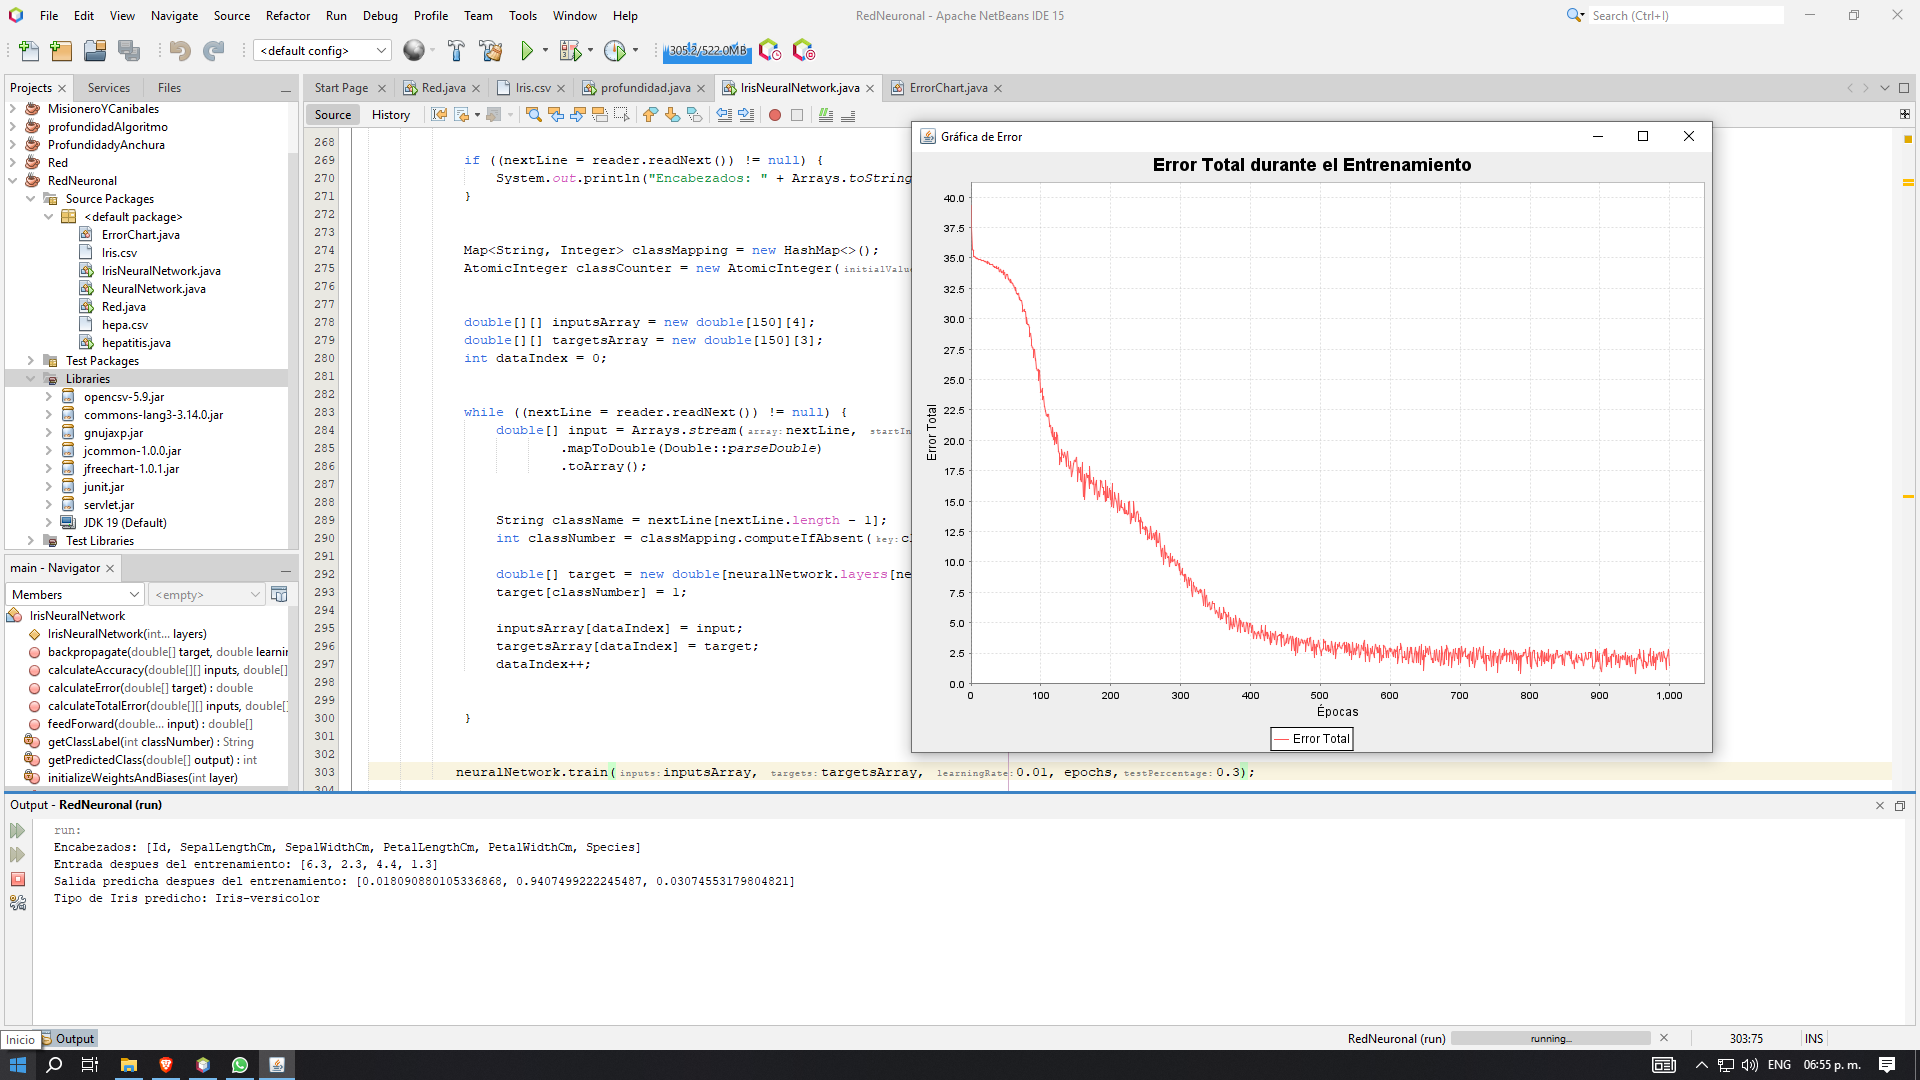 File Edit View Navigate Source Refactor Run Debug Profile Team Tools Window Help
RedNeuronal - Apache NetBeans IDE 15
Search (Ctrl+I)
<default config>
305.2/522.0MB
Projects Services Files
MisioneroYCanibales
profundidadAlgoritmo
ProfundidadyAnchura
Red
RedNeuronal
Source Packages
<default package>
ErrorChart.java
Iris.csv
IrisNeuralNetwork.java
NeuralNetwork.java
Red.java
hepa.csv
hepatitis.java
Test Packages
Libraries
opencsv-5.9.jar
commons-lang3-3.14.0.jar
gnujaxp.jar
jcommon-1.0.0.jar
jfreechart-1.0.1.jar
junit.jar
servlet.jar
JDK 19 (Default)
Test Libraries
main - Navigator
Members
<empty>
IrisNeuralNetwork
IrisNeuralNetwork(int... layers)
backpropagate(double[] target, double learnin
calculateAccuracy(double[][] inputs, double[]
calculateError(double[] target) : double
calculateTotalError(double[][] inputs, double[]
feedForward(double... input) : double[]
getClassLabel(int classNumber) : String
getPredictedClass(double[] output) : int
initializeWeightsAndBiases(int layer)
Start Page Red.java Iris.csv profundidad.java IrisNeuralNetwork.java ErrorChart.java
Source History
268
269 if ((nextLine = reader.readNext()) != null) {
270 System.out.println("Encabezados: " + Arrays.toString
271 }
272
273
274 Map<String, Integer> classMapping = new HashMap<>();
275 AtomicInteger classCounter = new AtomicInteger(initialValue
276
277
278 double[][] inputsArray = new double[150][4];
279 double[][] targetsArray = new double[150][3];
280 int dataIndex = 0;
281
282
283 while ((nextLine = reader.readNext()) != null) {
284 double[] input = Arrays.stream(array:nextLine, startIn
285 .mapToDouble(Double::parseDouble)
286 .toArray();
287
288
289 String className = nextLine[nextLine.length - 1];
290 int classNumber = classMapping.computeIfAbsent(key:cl
291
292 double[] target = new double[neuralNetwork.layers[ne
293 target[classNumber] = 1;
294
295 inputsArray[dataIndex] = input;
296 targetsArray[dataIndex] = target;
297 dataIndex++;
298
299
300 }
301
302
303 neuralNetwork.train(inputs:inputsArray, targets:targetsArray, learningRate:0.01, epochs,testPercentage:0.3);
304
Gráfica de Error
Error Total durante el Entrenamiento
40.0
37.5
35.0
32.5
30.0
27.5
25.0
22.5
20.0
17.5
15.0
12.5
10.0
7.5
5.0
2.5
0.0
Error Total
0 100 200 300 400 500 600 700 800 900 1,000
Épocas
Error Total
Output - RedNeuronal (run)
run:
Encabezados: [Id, SepalLengthCm, SepalWidthCm, PetalLengthCm, PetalWidthCm, Species]
Entrada despues del entrenamiento: [6.3, 2.3, 4.4, 1.3]
Salida predicha despues del entrenamiento: [0.018090880105336868, 0.9407499222245487, 0.03074553179804821]
Tipo de Iris predicho: Iris-versicolor
Inicio
Output
RedNeuronal (run)
running...
303:75
INS
ENG
06:55 p. m.